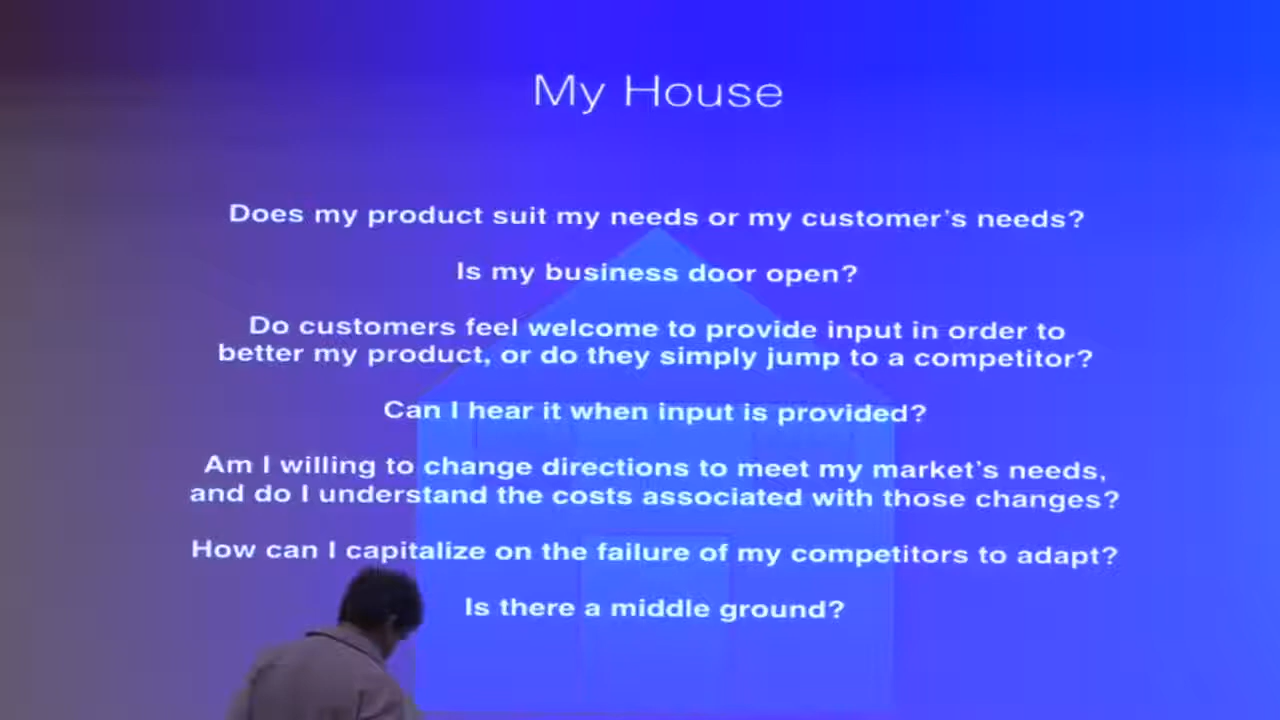 My House
Does my product suit my needs or my customer's needs?
Is my business door open?
Do customers feel welcome to provide input in order to
better my product, or do they simply jump to a competitor?
Can I hear it when input is provided?
Am I willing to change directions to meet my market's needs,
and do I understand the costs associated with those changes?
How can I capitalize on the failure of my competitors to adapt?
Is there a middle ground?